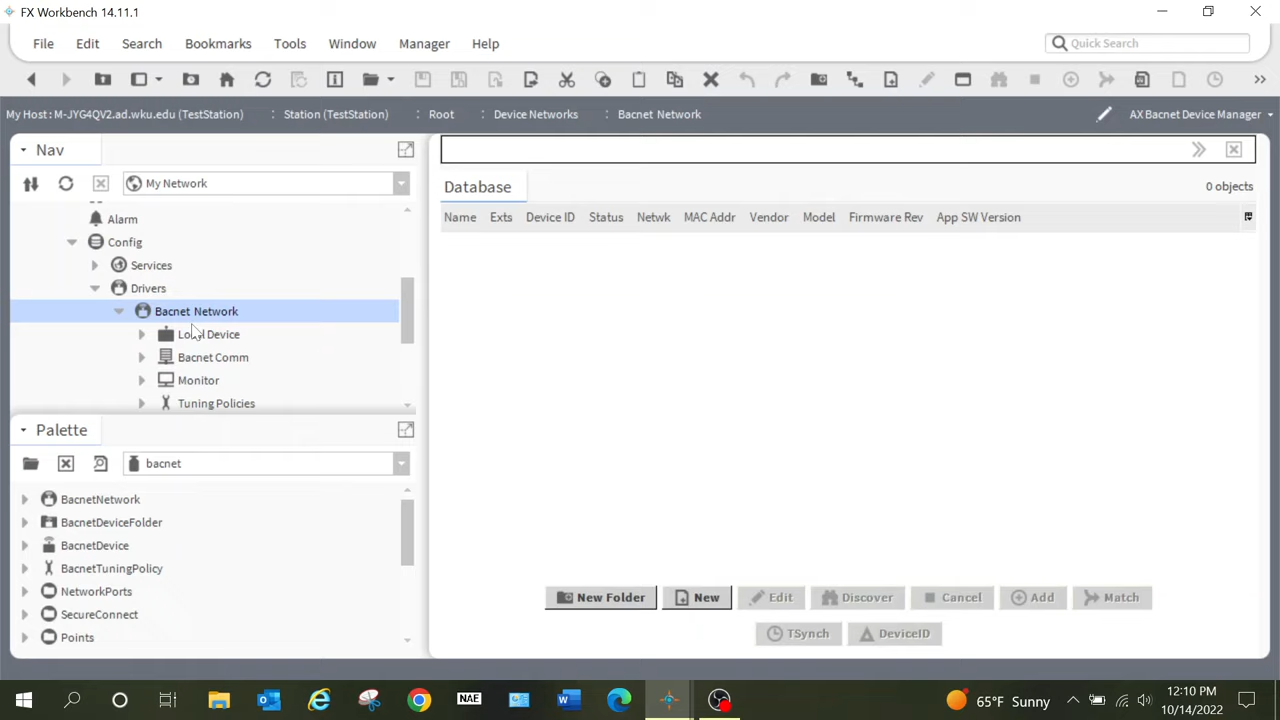 FX Workbench 14.11.1
File Edit Search Bookmarks Tools Window Manager Help
Quick Search
My Host : M-JYG4QV2.ad.wku.edu (TestStation) : Station (TestStation) : Root : Device Networks : Bacnet Network
AX Bacnet Device Manager
Nav
My Network
Alarm
Config
Services
Drivers
Bacnet Network
Local Device
Bacnet Comm
Monitor
Tuning Policies
Palette
bacnet
BacnetNetwork
BacnetDeviceFolder
BacnetDevice
BacnetTuningPolicy
NetworkPorts
SecureConnect
Points
Database
0 objects
Name Exts Device ID Status Netwk MAC Addr Vendor Model Firmware Rev App SW Version
New Folder New Edit Discover Cancel Add Match
TSynch DeviceID
NAE
65°F Sunny
12:10 PM
10/14/2022